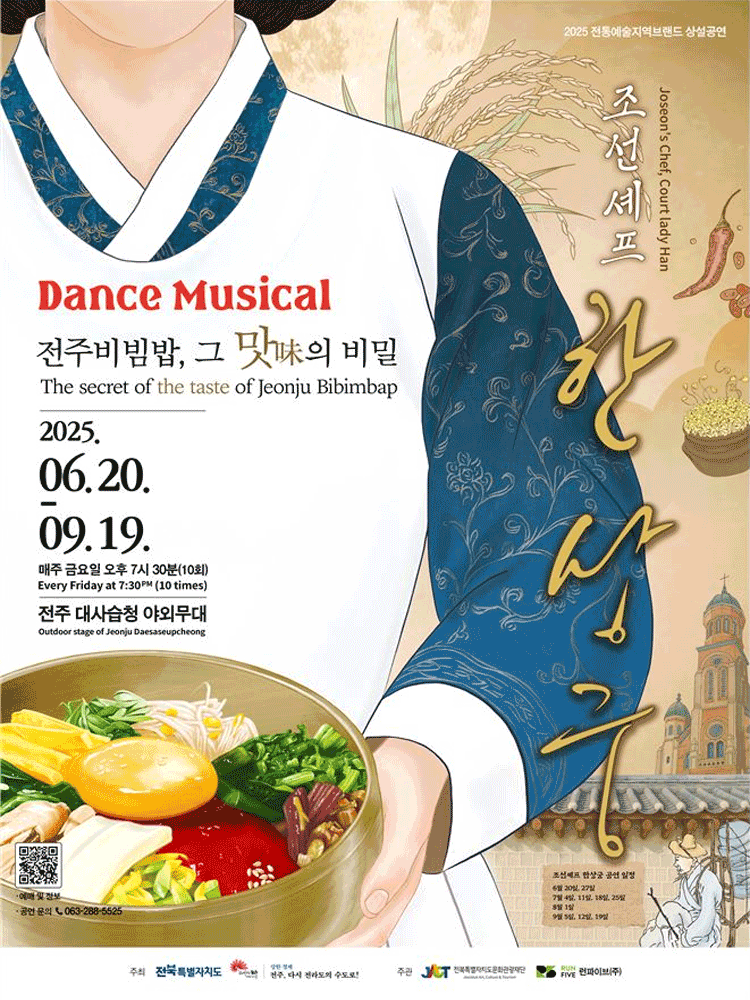 2025 전통예술지역브랜드 상설공연
조선셰프
Joseon's Chef, Court lady Han
한상궁
Dance Musical
전주비빔밥, 그 맛味의 비밀
The secret of the taste of Jeonju Bibimbap
2025.
06. 20.
-
09. 19.
매주 금요일 오후 7시 30분(10회)
Every Friday at 7:30PM (10 times)
전주 대사습청 야외무대
Outdoor stage of Jeonju Daesaseupcheong
· 예매 및 정보
· 공연 문의 063-288-5525
조선셰프 한상궁 공연 일정
6월 20일, 27일
7월 4일, 11일, 18일, 25일
8월 1일
9월 5일, 12일, 19일
주최 전북특별자치도 강한 경제 전주, 다시 전라도의 수도로! 주관 JACT 전북특별자치도문화관광재단 RUN FIVE 런파이브(주)